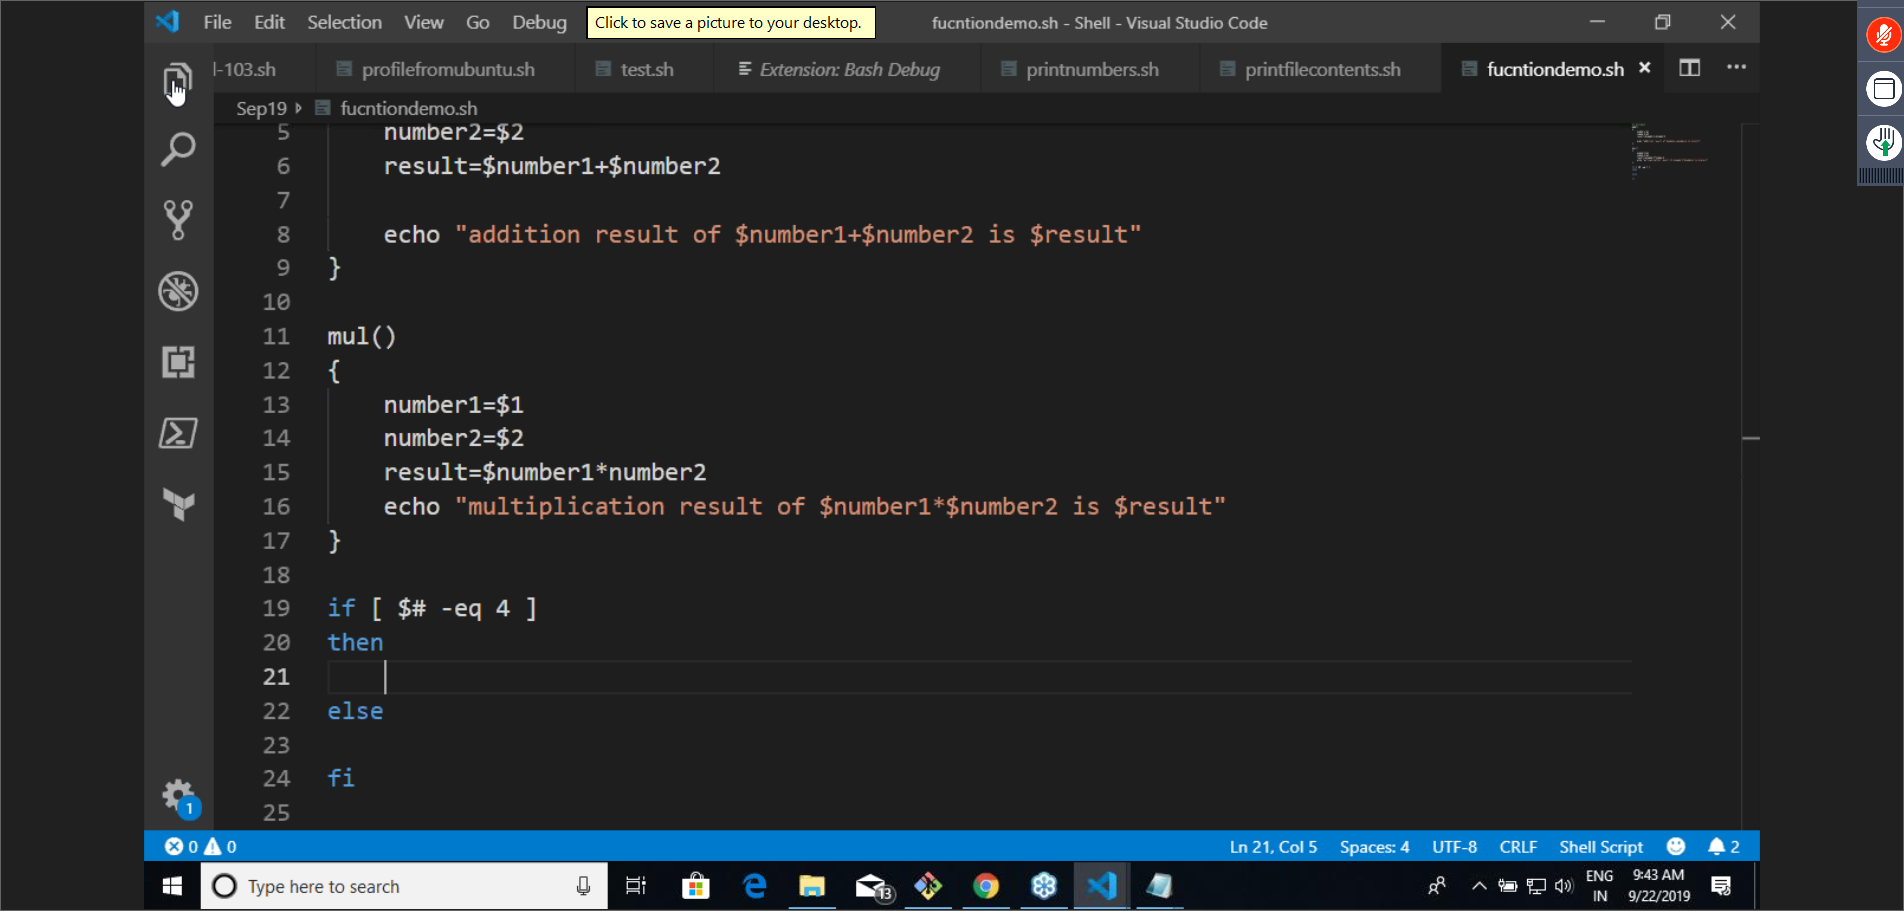 File Edit Selection View Go Debug
Click to save a picture to your desktop.
fucntiondemo.sh - Shell - Visual Studio Code
l-103.sh profilefromubuntu.sh test.sh Extension: Bash Debug printnumbers.sh printfilecontents.sh fucntiondemo.sh
Sep19 fucntiondemo.sh
5 number2=$2
6 result=$number1+$number2
7
8 echo "addition result of $number1+$number2 is $result"
9 }
10
11 mul()
12 {
13 number1=$1
14 number2=$2
15 result=$number1*number2
16 echo "multiplication result of $number1*$number2 is $result"
17 }
18
19 if [ $# -eq 4 ]
20 then
21
22 else
23
24 fi
25
1
0 0 Ln 21, Col 5 Spaces: 4 UTF-8 CRLF Shell Script 2
Type here to search
13
ENG
IN
9:43 AM
9/22/2019